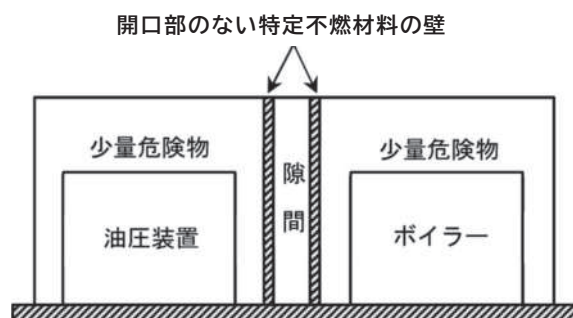 開口部のない特定不燃材料の壁
少量危険物
油圧装置
隙間
少量危険物
ボイラー